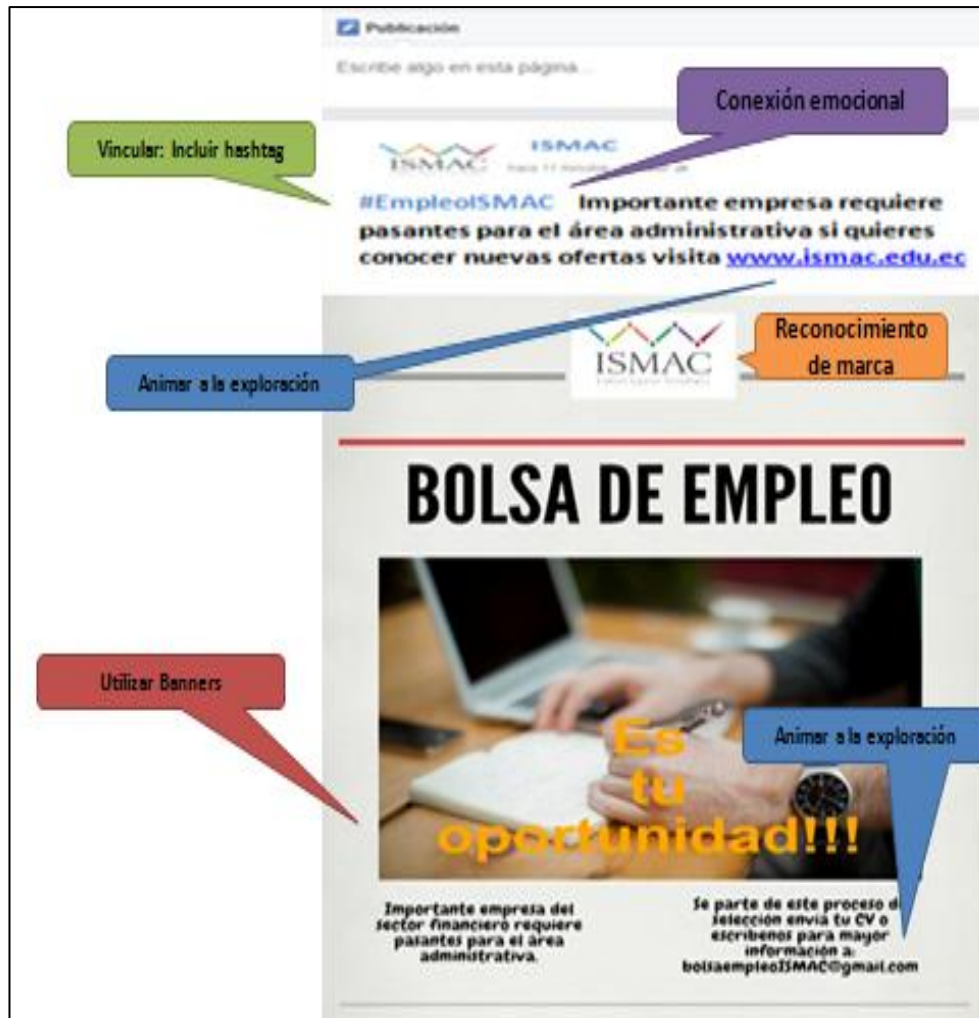 Publicación
Escribe algo en esta página...
Conexión emocional
Vincular: Incluir hashtag
ISMAC
ISMAC
#EmpleoISMAC Importante empresa requiere
pasantes para el área administrativa si quieres
conocer nuevas ofertas visita www.ismac.edu.ec
ISMAC
Reconocimiento
de marca
Animar a la exploración
BOLSA DE EMPLEO
Utilizar Banners
Animar a la exploración
Es
tu
oportunidad!!!
Importante empresa del
sector financiero requiere
pasantes para el área
administrativa.
Se parte de este proceso d
selección envia tu CV o
escribenos para mayor
información a:
bolsaempleoISMAC@gmail.com